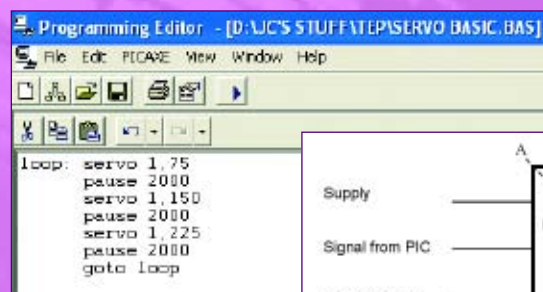 Programming Editor - [D:\JC'S STUFF\TEP\SERVO BASIC.BAS]
File Edit PICAXE View Window Help
loop: servo 1,75
pause 2000
servo 1,150
pause 2000
servo 1,225
pause 2000
goto loop
A
Supply
Signal from PIC